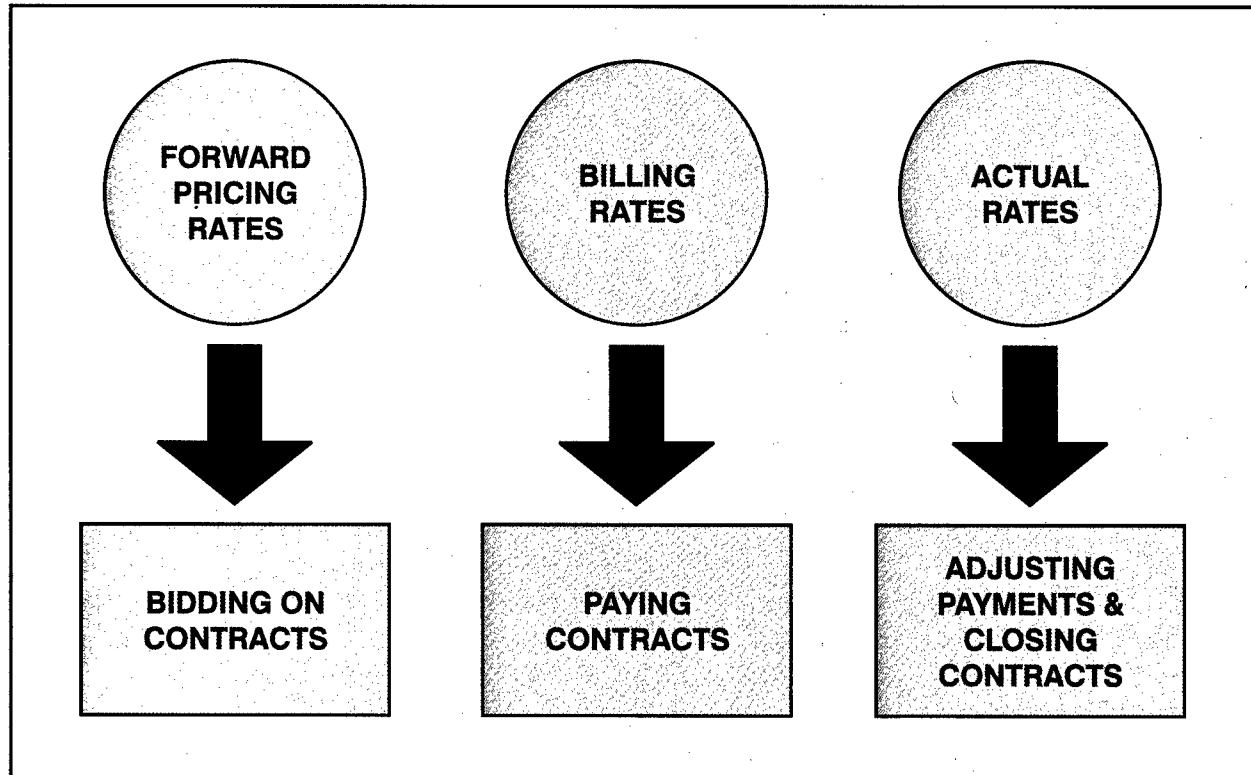 FORWARD
PRICING
RATES
BILLING
RATES
ACTUAL
RATES
BIDDING ON
CONTRACTS
PAYING
CONTRACTS
ADJUSTING
PAYMENTS &
CLOSING
CONTRACTS